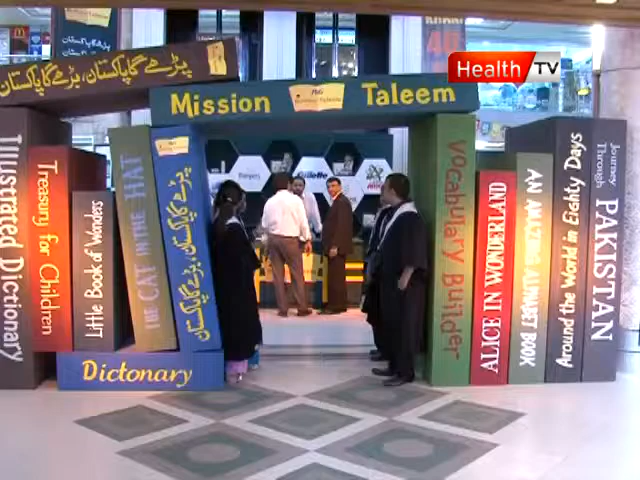 Health TV
پڑھے گا پاکستان، بڑھے گا پاکستان
Mission Taleem
Illustrated Dictionary
Treasury for Children
Little Book of Wonders
THE CAT IN THE HAT
پڑھے گا پاکستان، بڑھے گا پاکستان
Dictionary
Gillette
Vocabulary Builder
ALICE IN WONDERLAND
AN AMAZING ALPHABET BOOK
Around the World in Eighty Days
Journey Through
PAKISTAN